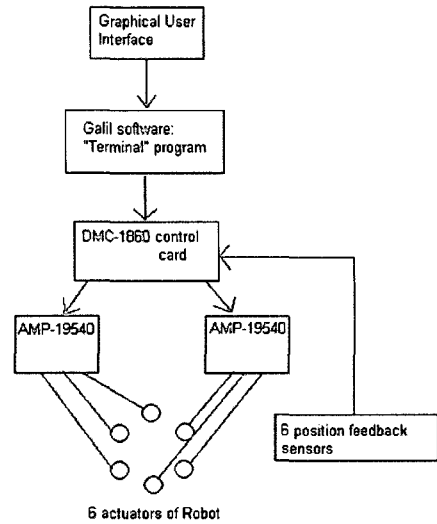 Graphical User
Interface
Galil software:
"Terminal" program
DMC-1860 control
card
AMP-19540
AMP-19540
6 position feedback
sensors
6 actuators of Robot